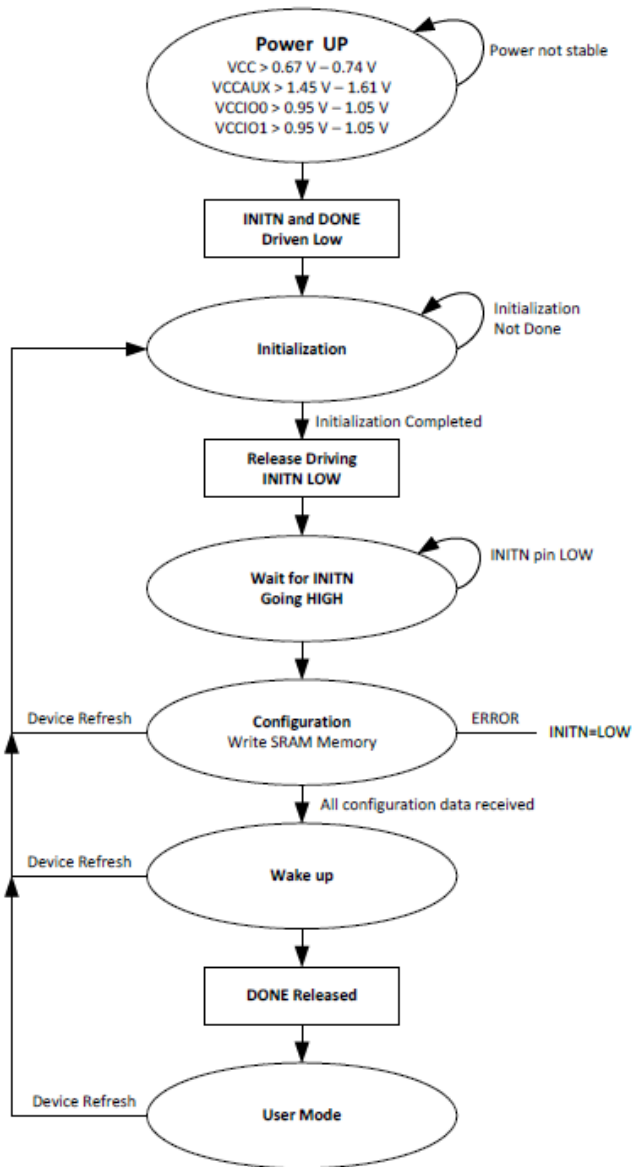 Power UP
VCC > 0.67 V – 0.74 V
VCCAUX > 1.45 V – 1.61 V
VCCIO0 > 0.95 V – 1.05 V
VCCIO1 > 0.95 V – 1.05 V
Power not stable
INITN and DONE
Driven Low
Initialization
Initialization
Not Done
Initialization Completed
Release Driving
INITN LOW
Wait for INITN
Going HIGH
INITN pin LOW
Device Refresh
Configuration
Write SRAM Memory
ERROR
INITN=LOW
All configuration data received
Device Refresh
Wake up
DONE Released
Device Refresh
User Mode